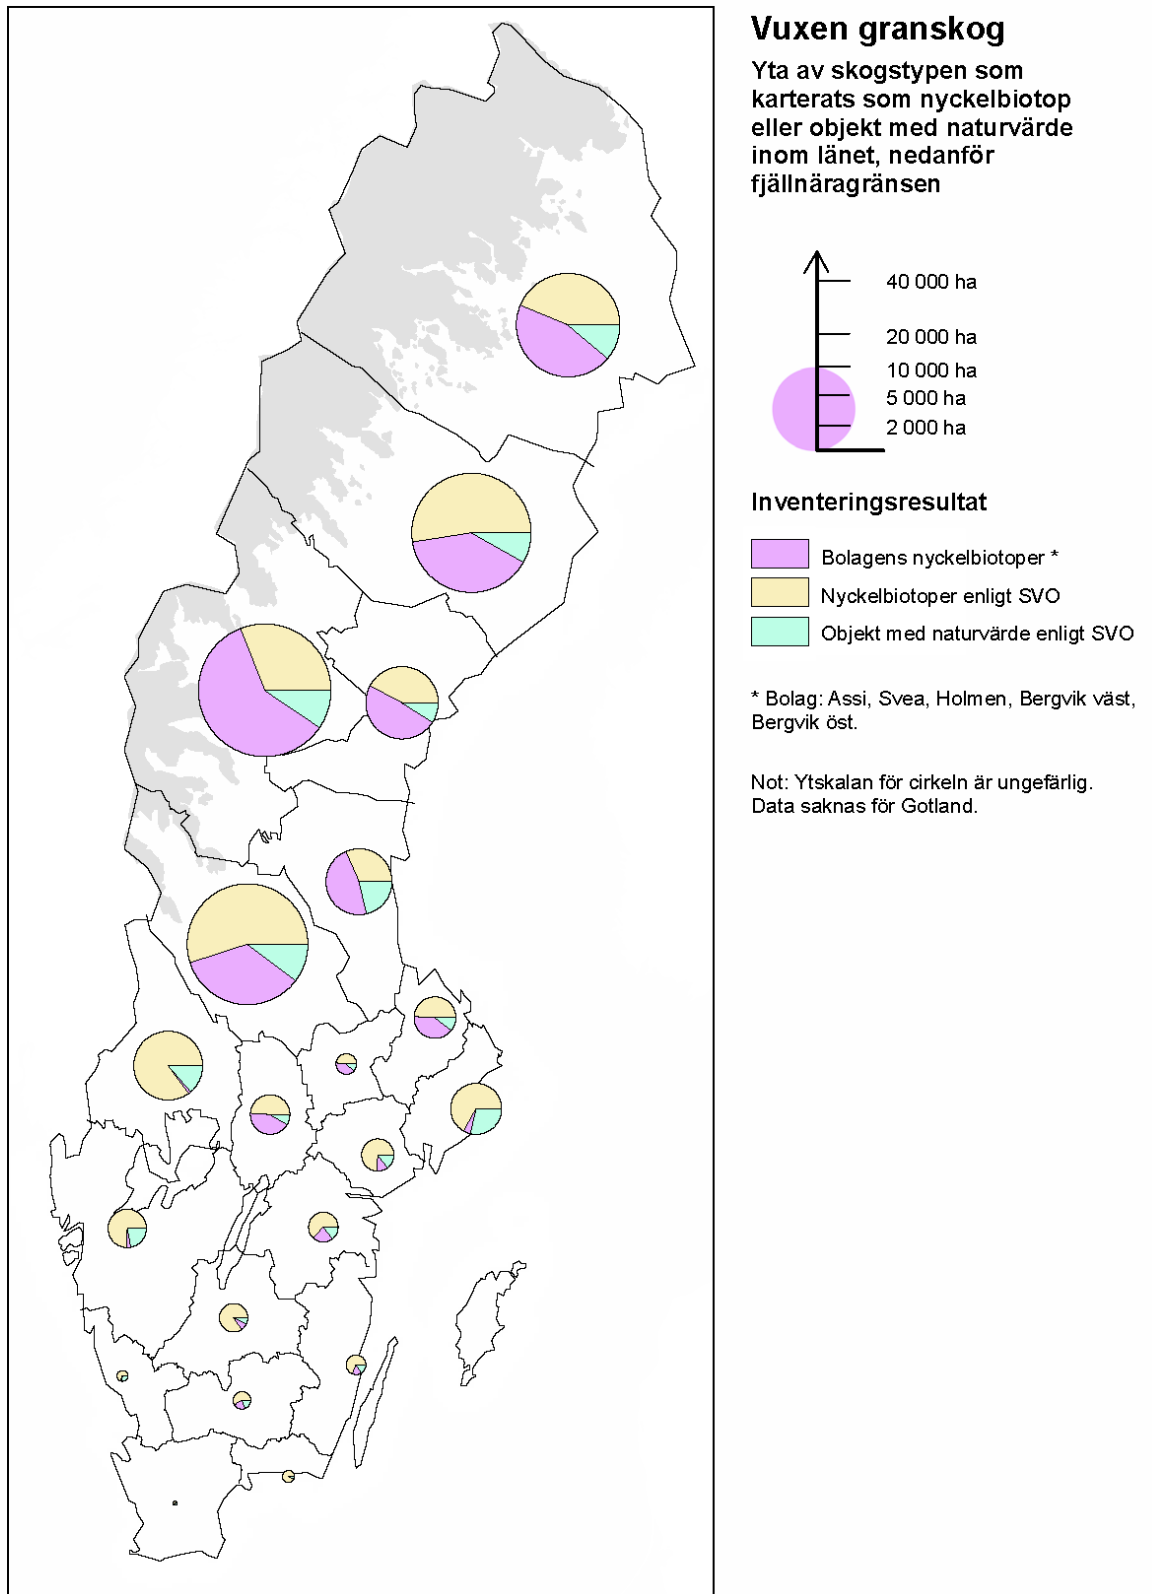 Vuxen granskog
Yta av skogstypen som
karterats som nyckelbiotop
eller objekt med naturvärde
inom länet, nedanför
fjällnäragränsen
40 000 ha
20 000 ha
10 000 ha
5 000 ha
2 000 ha
Inventeringsresultat
Bolagens nyckelbiotoper *
Nyckelbiotoper enligt SVO
Objekt med naturvärde enligt SVO
* Bolag: Assi, Svea, Holmen, Bergvik väst,
Bergvik öst.
Not: Ytskalan för cirkeln är ungefärlig.
Data saknas för Gotland.